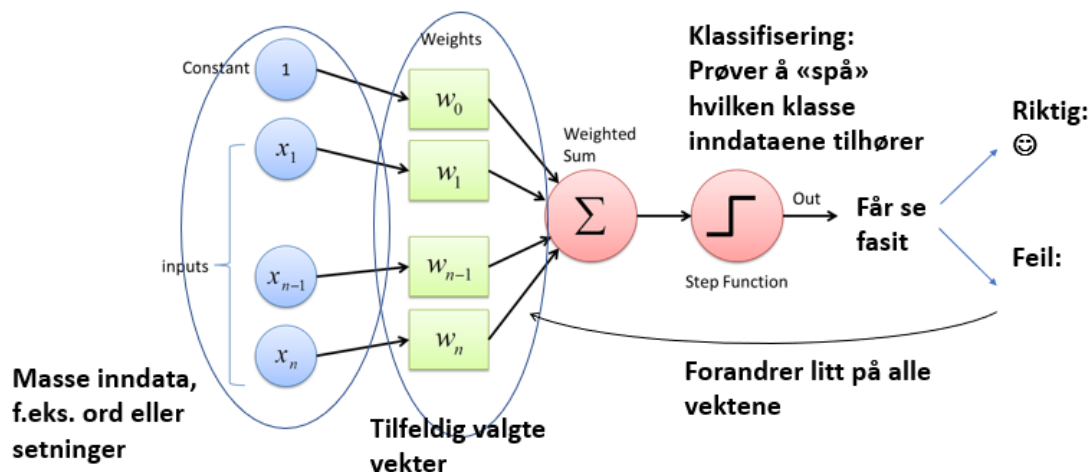 Constant
1
x₁
inputs
xₙ₋₁
xₙ
Masse inndata,
f.eks. ord eller
setninger
Weights
w₀
w₁
wₙ₋₁
wₙ
Tilfeldig valgte
vekter
Weighted
Sum
Σ
Klassifisering:
Prøver å «spå»
hvilken klasse
inndataene tilhører
Step Function
Out
Får se
fasit
Riktig:
😊
Feil:
Forandrer litt på alle
vektene